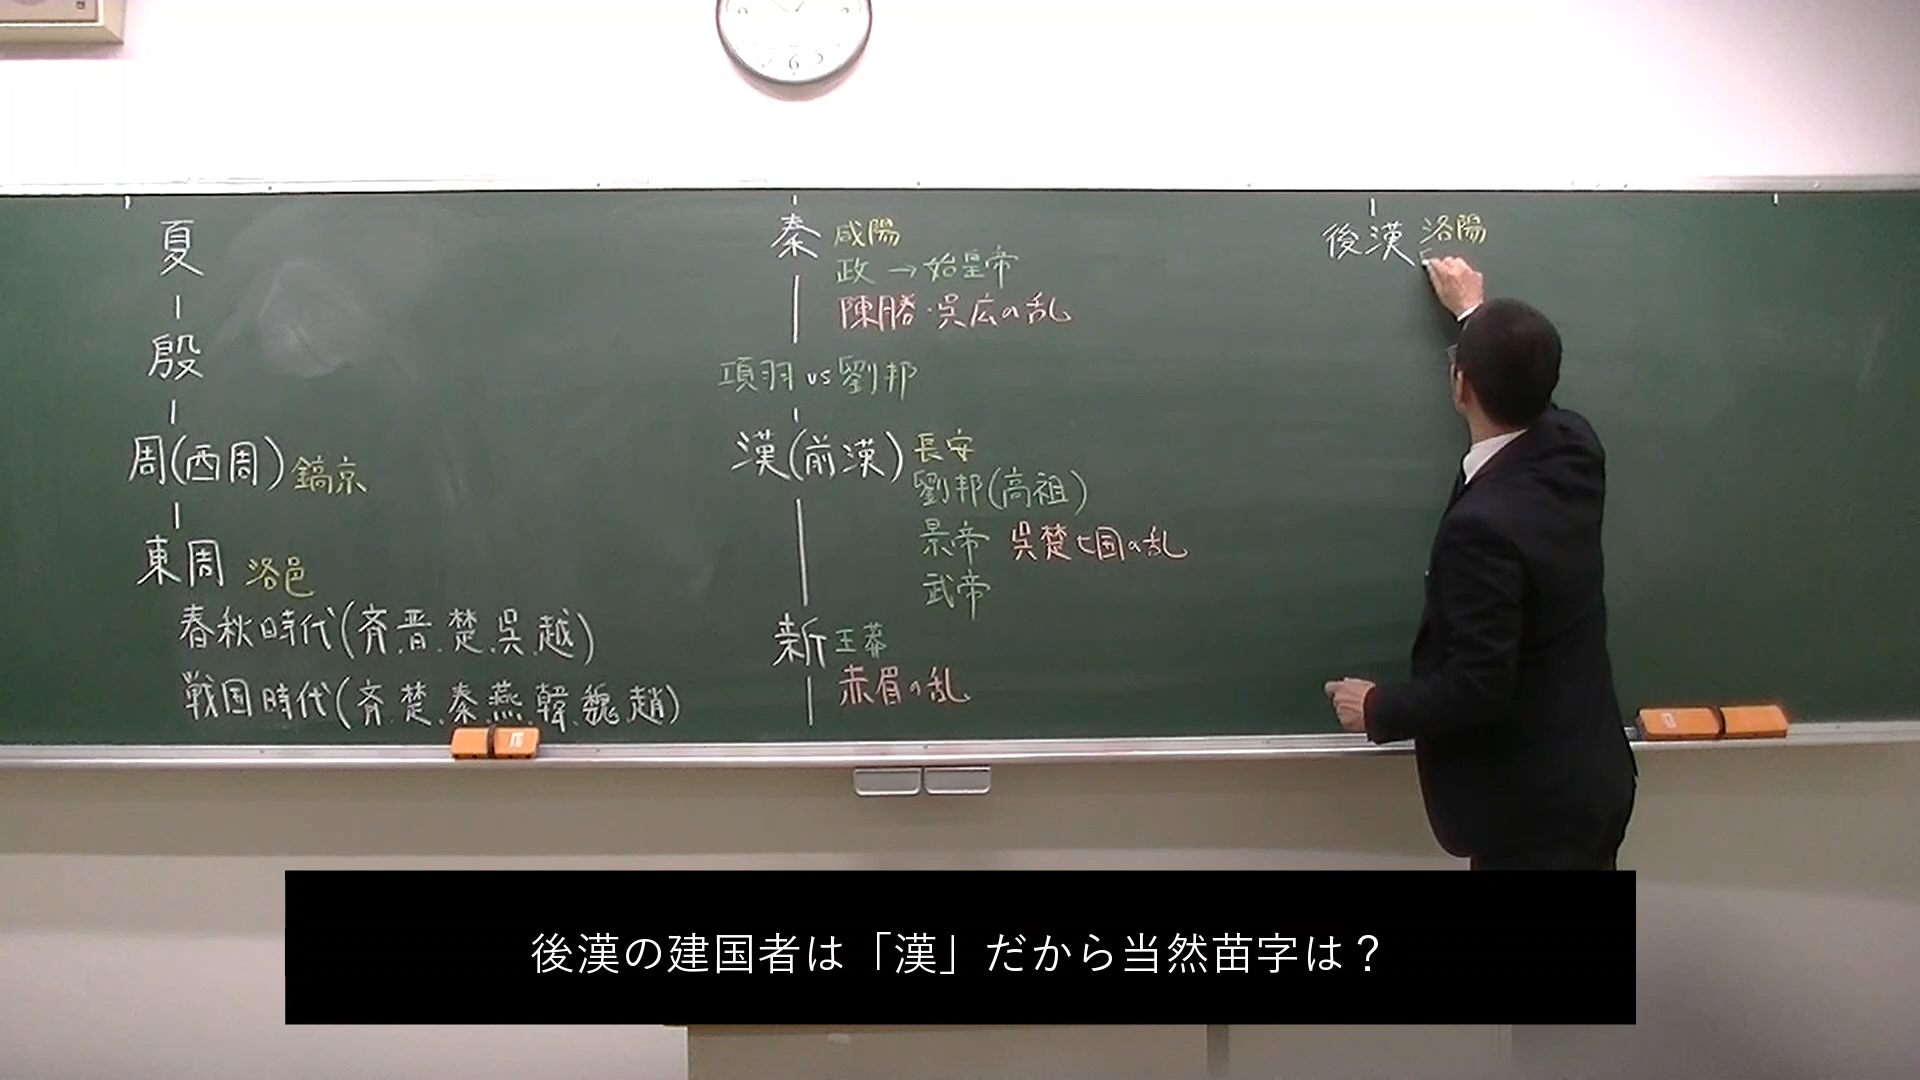 夏
殷
周(西周) 鎬京
東周 洛邑
春秋時代(斉.晋.楚.呉.越)
戦国時代(斉.楚.秦.燕.韓.魏.趙)
秦 咸陽
政→始皇帝
陳勝・呉広の乱
項羽 vs 劉邦
漢(前漢) 長安
劉邦(高祖)
景帝 呉楚七国の乱
武帝
新 王莽
赤眉の乱
後漢 洛陽
6
後漢の建国者は「漢」だから当然苗字は？